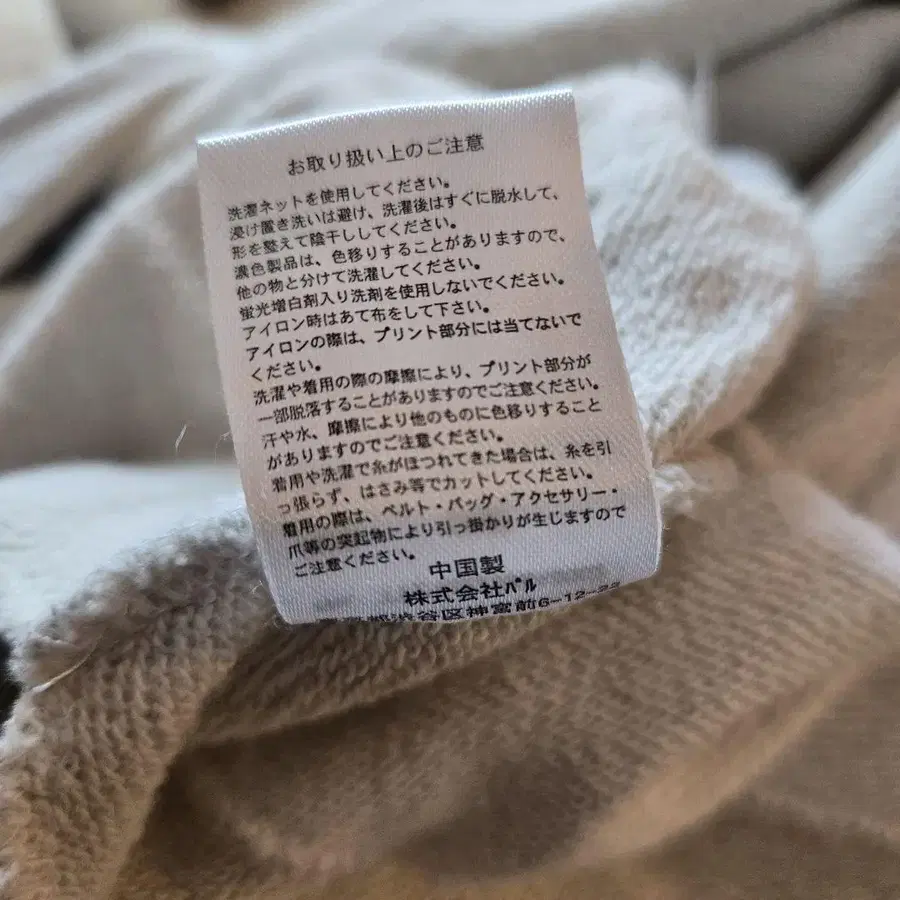 お取り扱い上のご注意
洗濯ネットを使用してください。
浸け置き洗いは避け、洗濯後はすぐに脱水して、
形を整えて陰干ししてください。
濃色製品は、色移りすることがありますので、
他の物と分けて洗濯してください。
蛍光増白剤入り洗剤を使用しないでください。
アイロン時はあて布をして下さい。
アイロンの際は、プリント部分には当てないで
ください。
洗濯や着用の際の摩擦により、プリント部分が
一部脱落することがありますのでご注意ください。
汗や水、摩擦により他のものに色移りすること
がありますのでご注意ください。
着用や洗濯で糸がほつれてきた場合は、糸を引
っ張らず、はさみ等でカットしてください。
着用の際は、ベルト・バッグ・アクセサリー・
爪等の突起物により引っ掛かりが生じますので
ご注意ください。
中国製
株式会社パル
渋谷区神宮前6-12-22